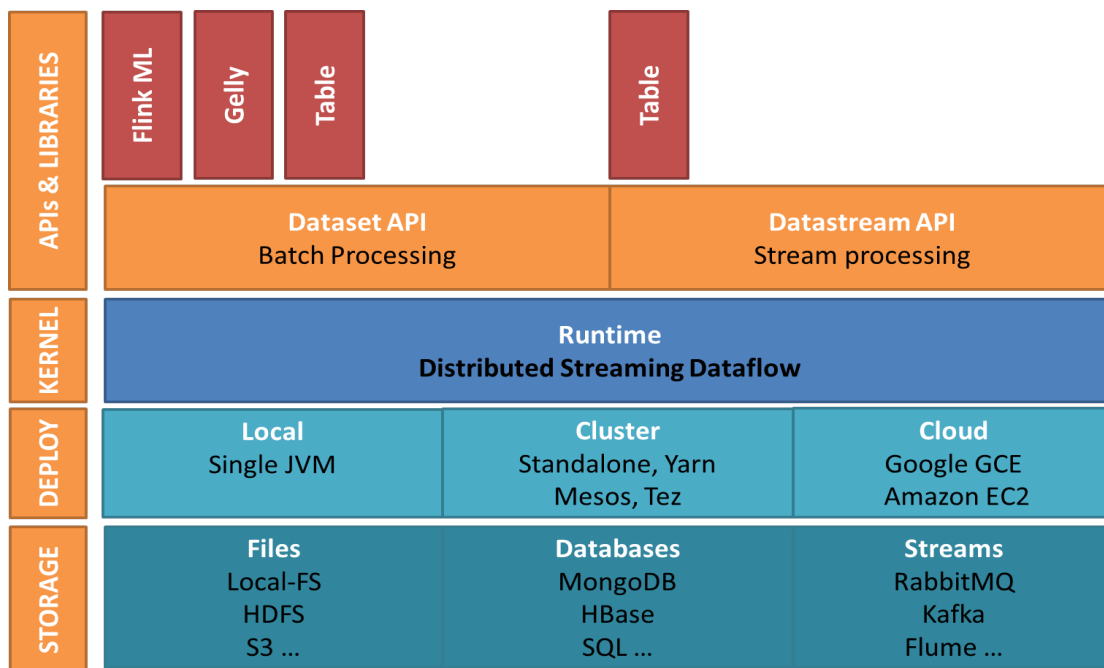 APIs & LIBRARIES
Flink ML
Gelly
Table
Table
Dataset API
Batch Processing
Datastream API
Stream processing
KERNEL
Runtime
Distributed Streaming Dataflow
DEPLOY
Local
Single JVM
Cluster
Standalone, Yarn
Mesos, Tez
Cloud
Google GCE
Amazon EC2
STORAGE
Files
Local-FS
HDFS
S3 ...
Databases
MongoDB
HBase
SQL ...
Streams
RabbitMQ
Kafka
Flume ...